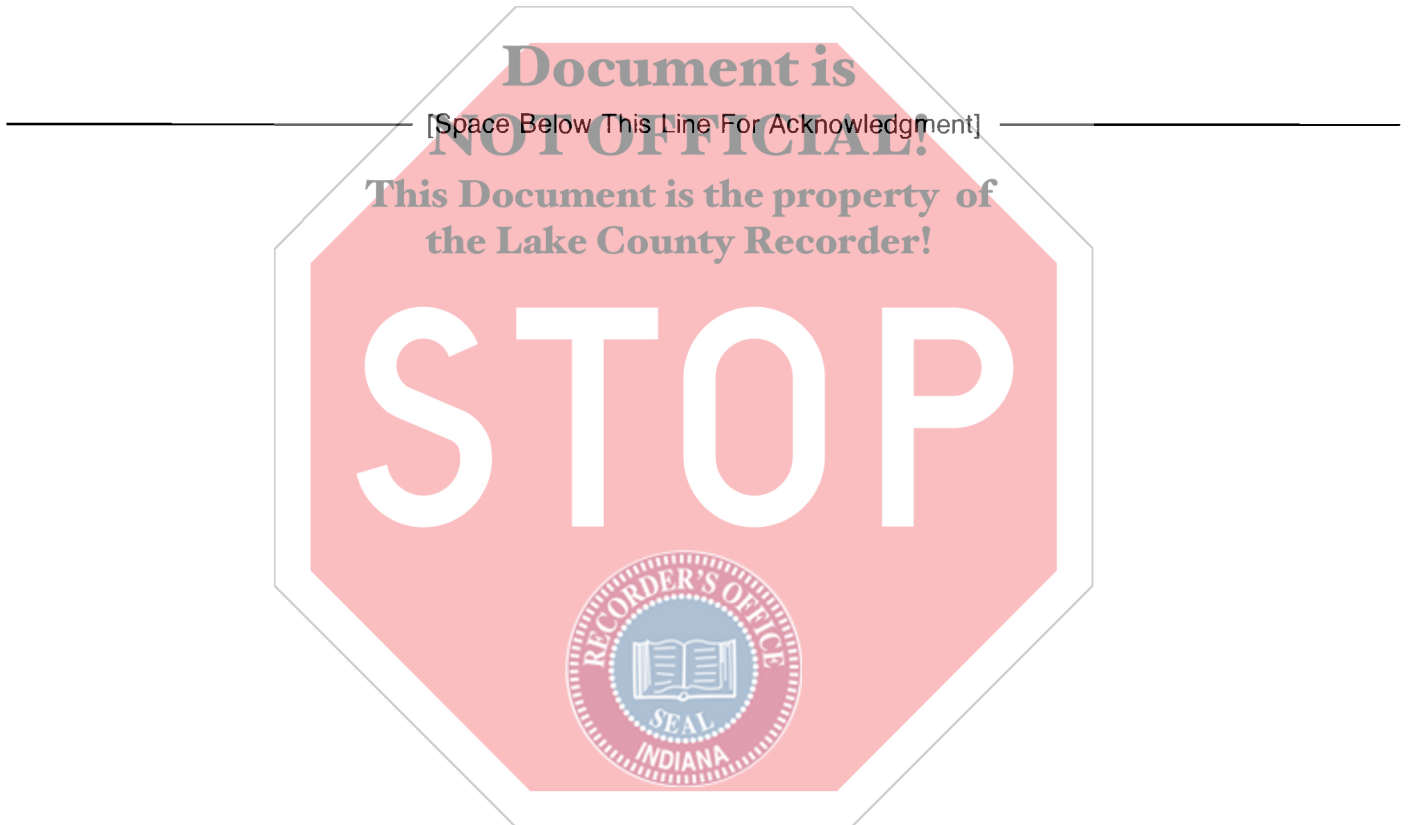 Document is
[Space Below This Line For Acknowledgment]
NOT OFFICIAL!
This Document is the property of
the Lake County Recorder!
STOP
RECORDER'S OFFICE
SEAL
INDIANA